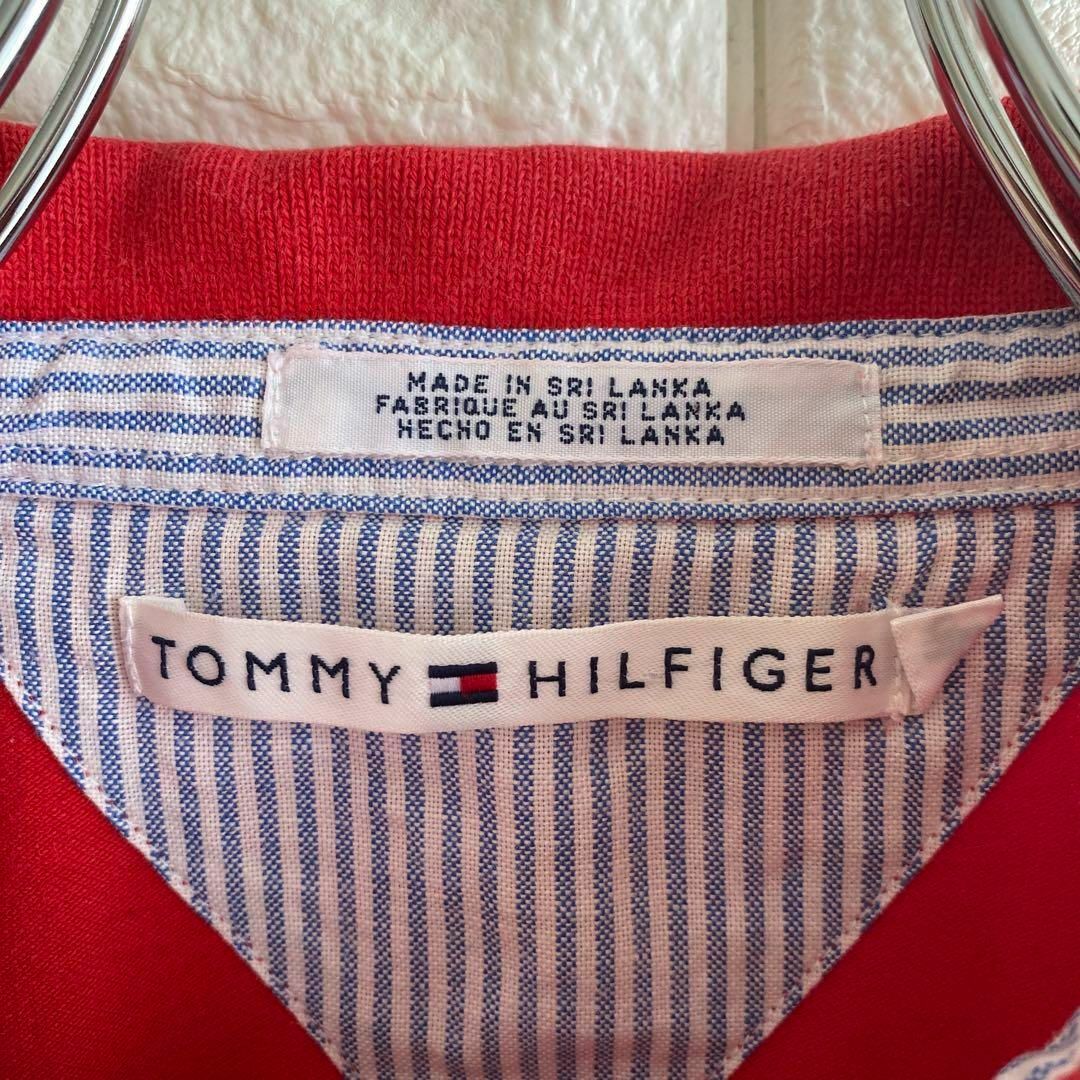 MADE IN SRI LANKA
FABRIQUE AU SRI LANKA
HECHO EN SRI LANKA
TOMMY HILFIGER